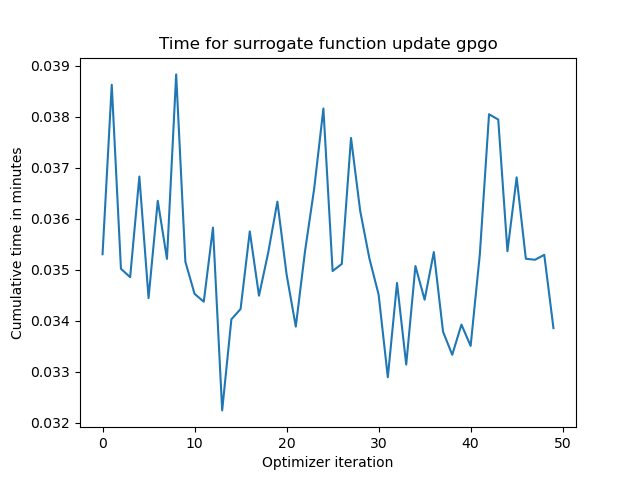 Time for surrogate function update gpgo
0.039
0.038
0.037
0.036
0.035
0.034
0.033
0.032
Cumulative time in minutes
0 10 20 30 40 50
Optimizer iteration